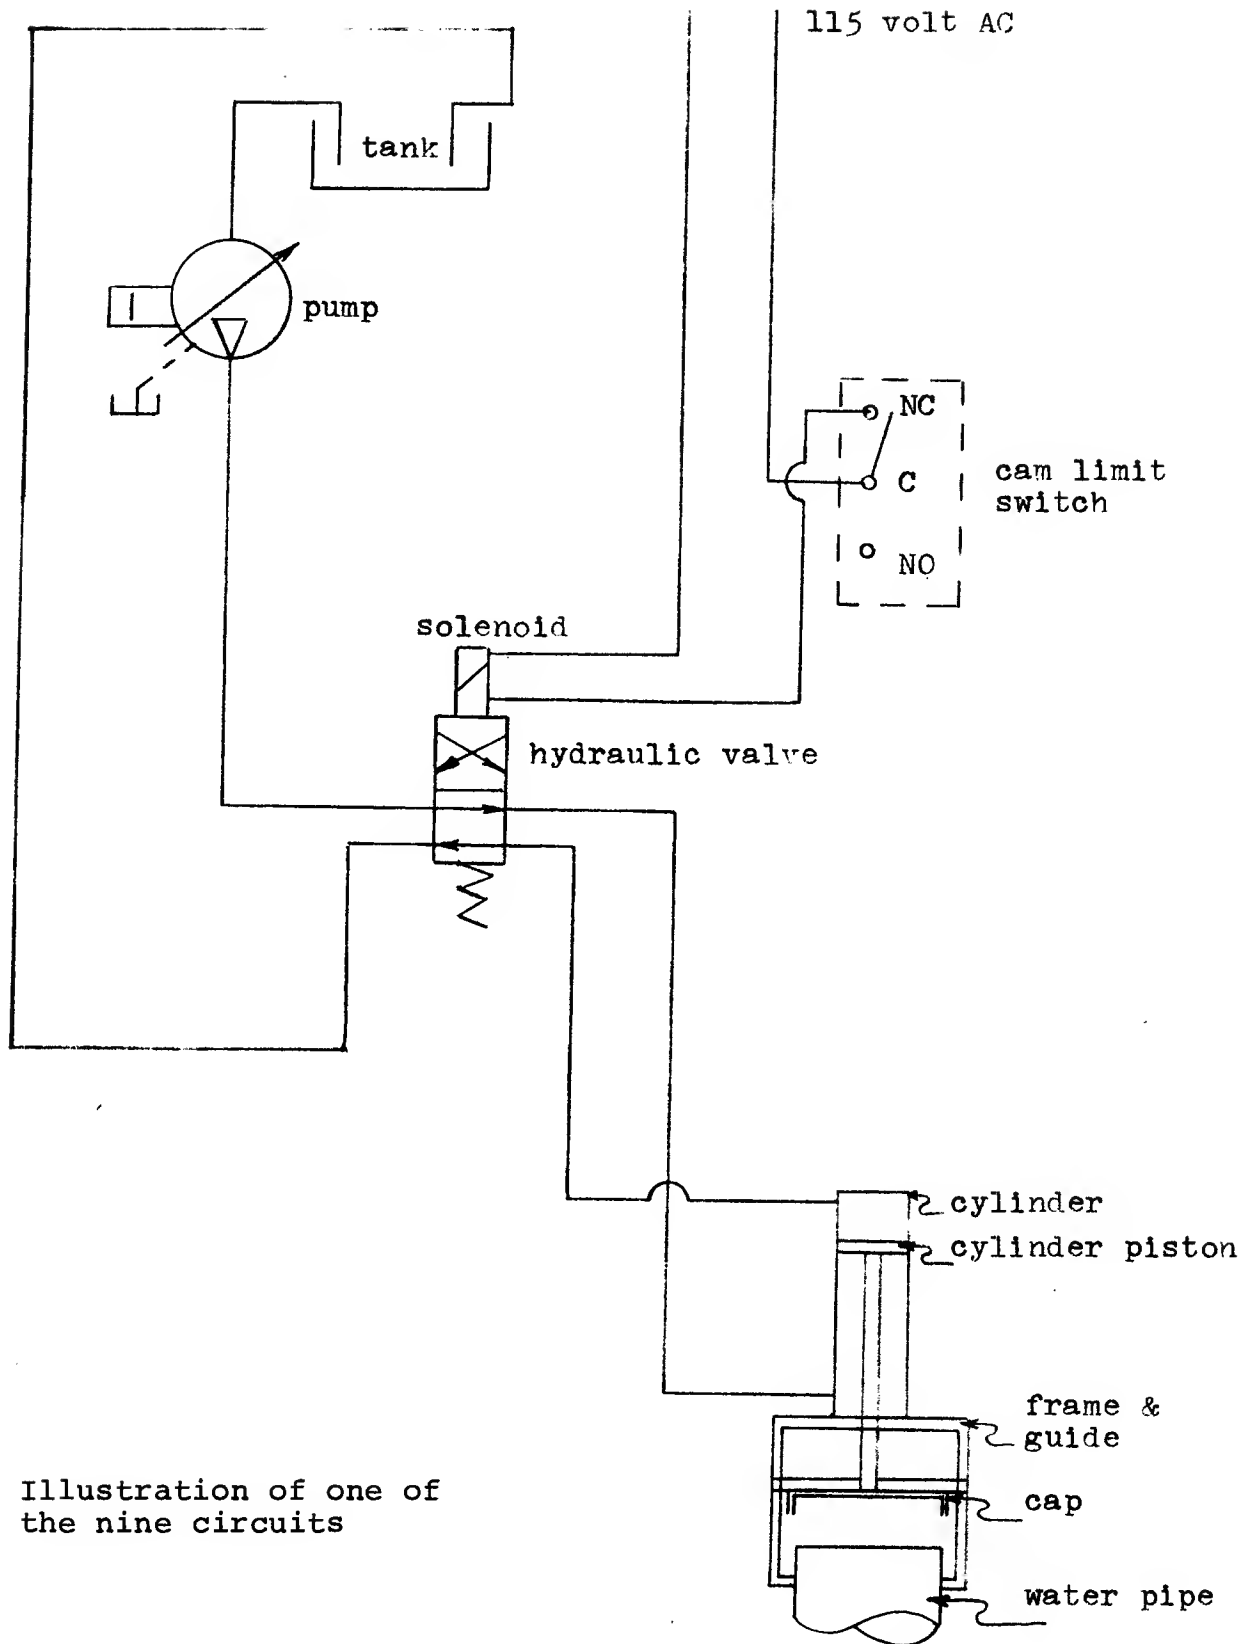 115 volt AC
tank
pump
NC
C
NO
cam limit
switch
solenoid
hydraulic valve
cylinder
cylinder piston
frame &
guide
cap
water pipe
Illustration of one of
the nine circuits